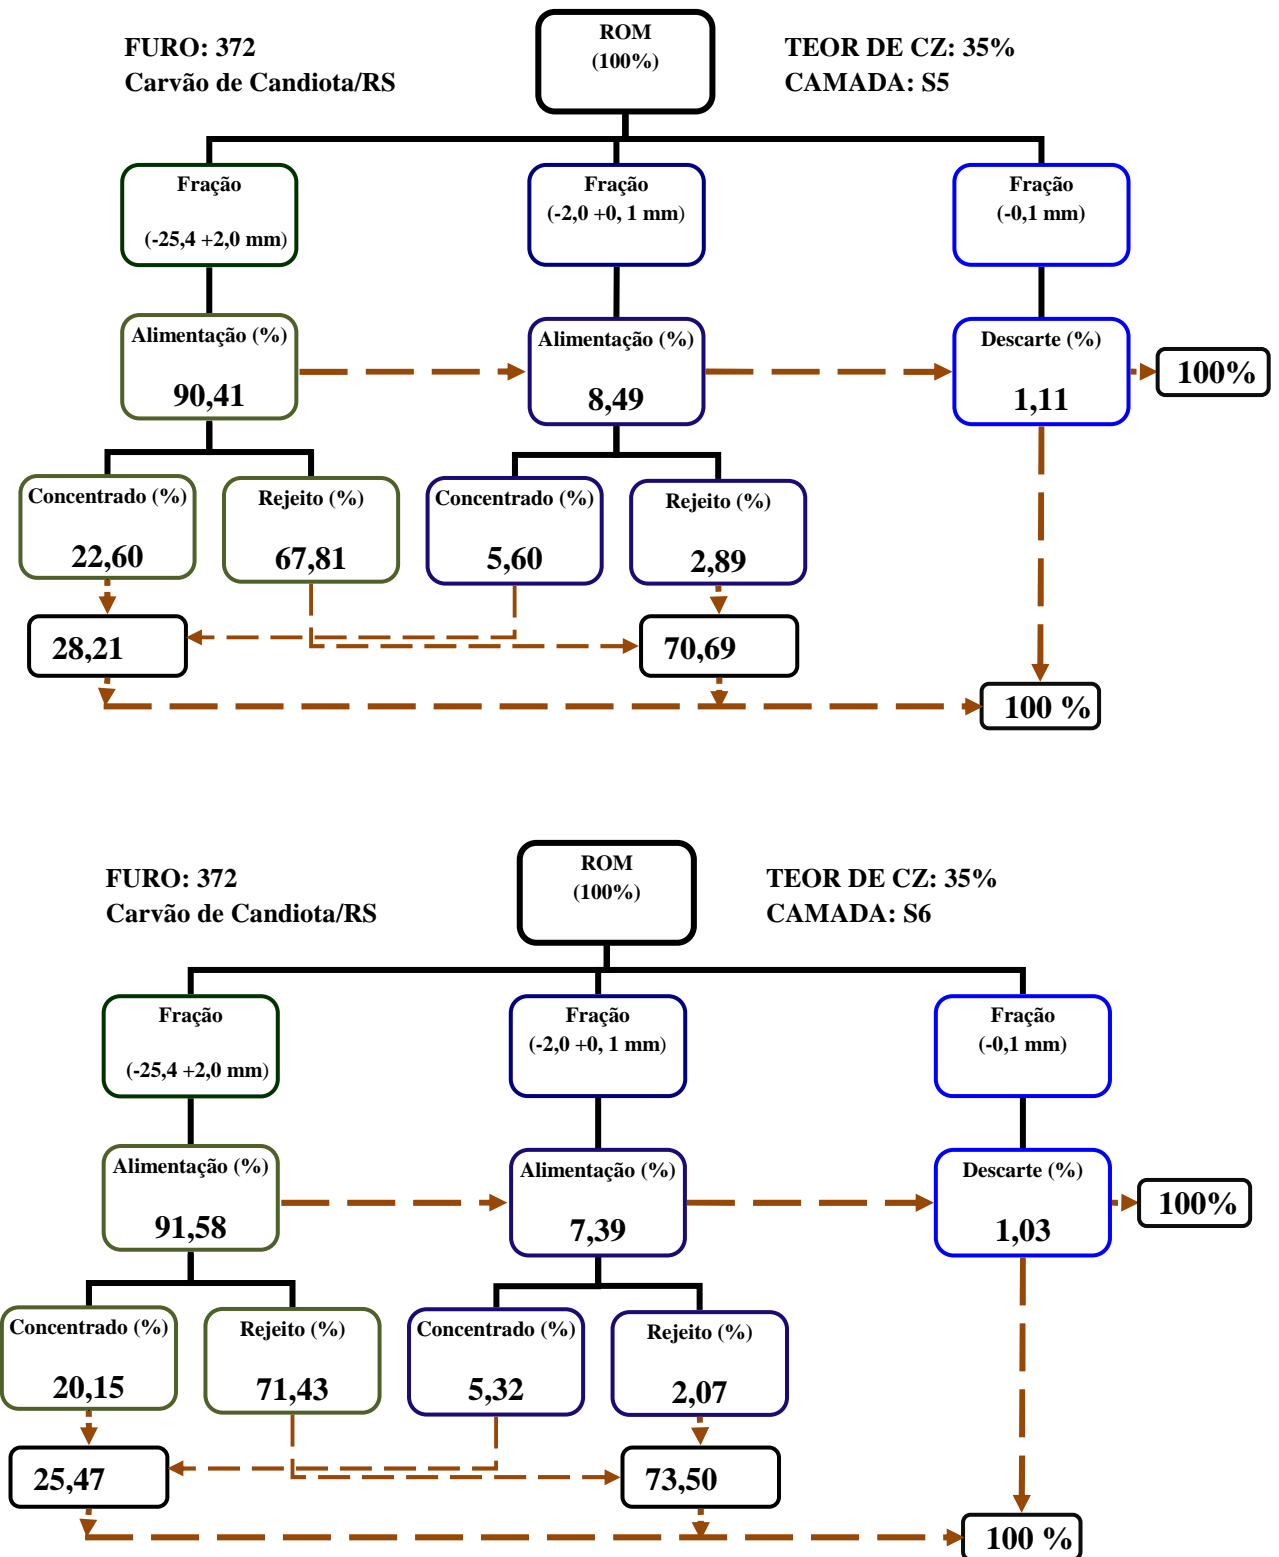 FURO: 372
Carvão de Candiota/RS
ROM
(100%)
TEOR DE CZ: 35%
CAMADA: S5
Fração
(-25,4 +2,0 mm)
Fração
(-2,0 +0, 1 mm)
Fração
(-0,1 mm)
Alimentação (%)
90,41
Alimentação (%)
8,49
Descarte (%)
1,11
100%
Concentrado (%)
22,60
Rejeito (%)
67,81
Concentrado (%)
5,60
Rejeito (%)
2,89
28,21
70,69
100 %
FURO: 372
Carvão de Candiota/RS
ROM
(100%)
TEOR DE CZ: 35%
CAMADA: S6
Fração
(-25,4 +2,0 mm)
Fração
(-2,0 +0, 1 mm)
Fração
(-0,1 mm)
Alimentação (%)
91,58
Alimentação (%)
7,39
Descarte (%)
1,03
100%
Concentrado (%)
20,15
Rejeito (%)
71,43
Concentrado (%)
5,32
Rejeito (%)
2,07
25,47
73,50
100 %